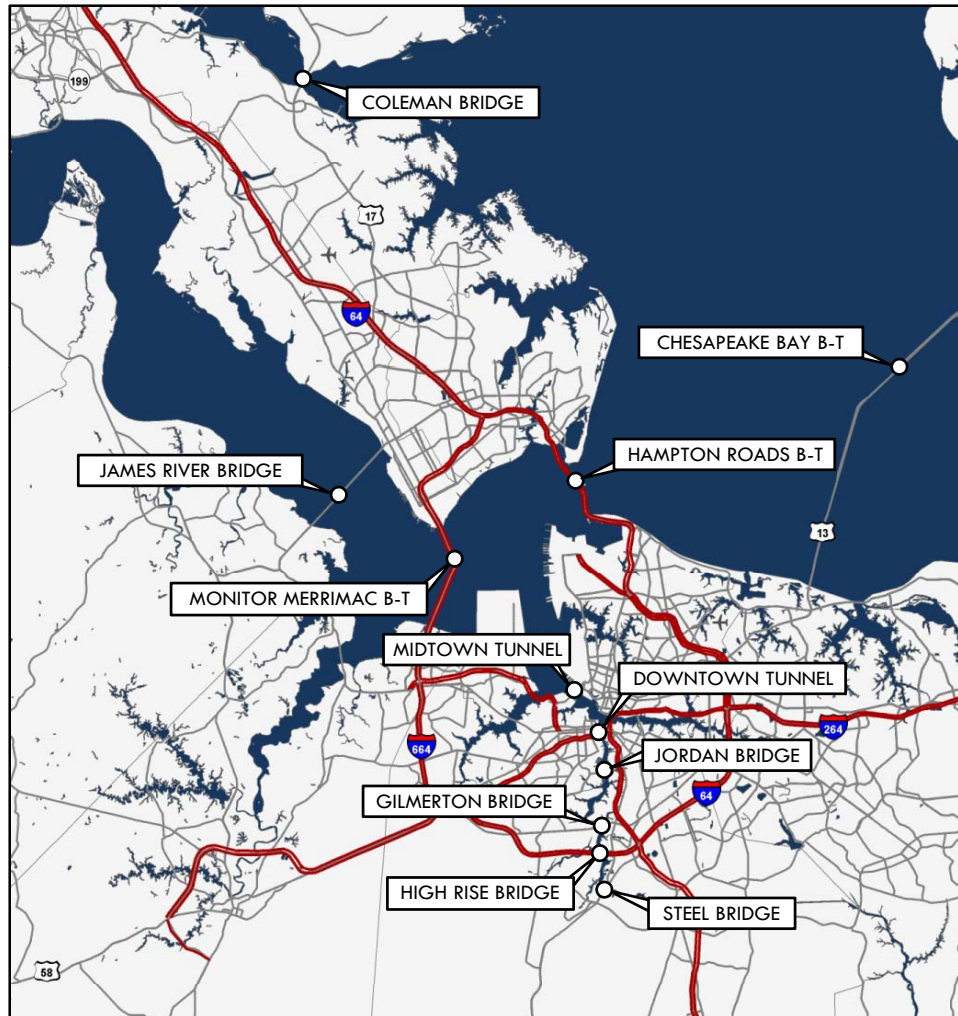 199
COLEMAN BRIDGE
17
64
CHESAPEAKE BAY B-T
HAMPTON ROADS B-T
JAMES RIVER BRIDGE
13
MONITOR MERRIMAC B-T
MIDTOWN TUNNEL
DOWNTOWN TUNNEL
264
664
JORDAN BRIDGE
64
GILMERTON BRIDGE
HIGH RISE BRIDGE
STEEL BRIDGE
58